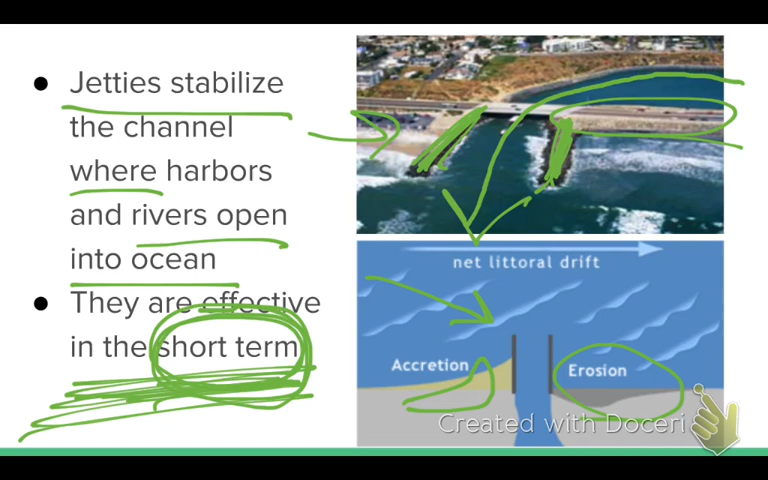 ● Jetties stabilize
the channel
where harbors
and rivers open
into ocean
● They are effective
in the short term
net littoral drift
Accretion
Erosion
Created with Doceri